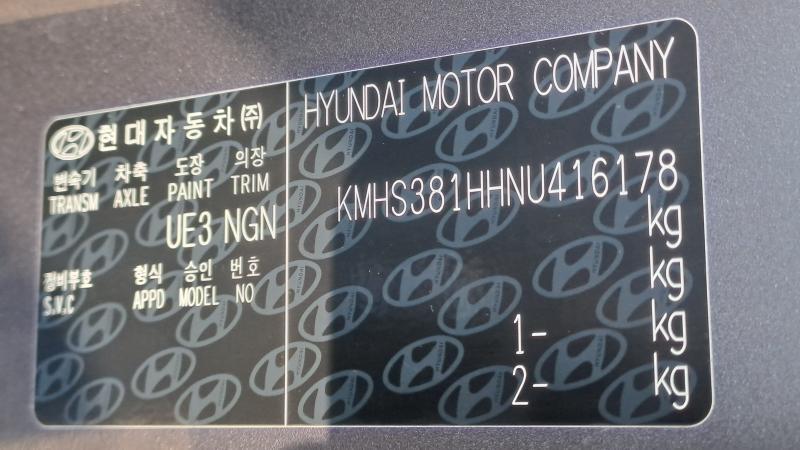 현대자동차(주)
변속기 차축 도장 의장
TRANSM AXLE PAINT TRIM
UE3 NGN
정비부호 형식 승인 번호
S.V.C APPD MODEL NO
HYUNDAI MOTOR COMPANY
KMHS381HHNU416178
kg
kg
1- kg
2- kg